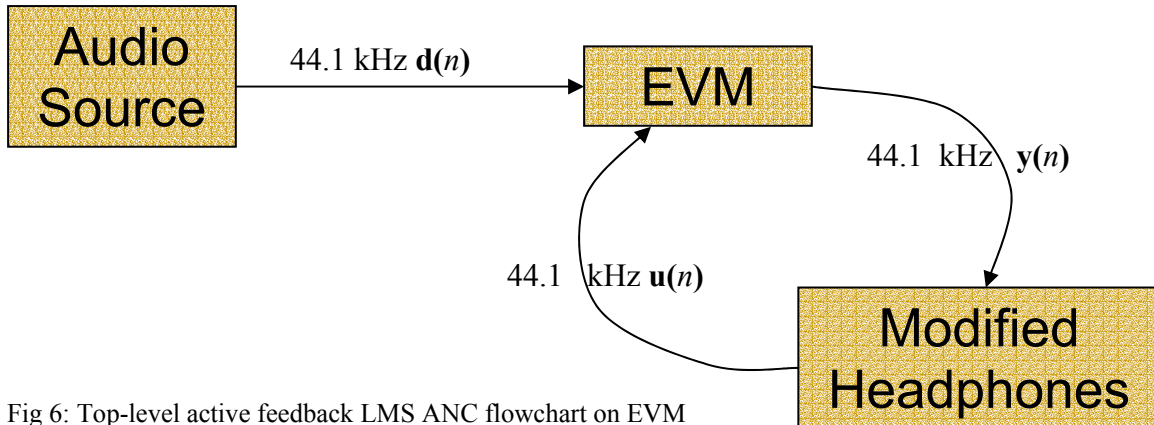 Audio
Source
44.1 kHz d(n)
EVM
44.1 kHz y(n)
44.1 kHz u(n)
Modified
Headphones
Fig 6: Top-level active feedback LMS ANC flowchart on EVM